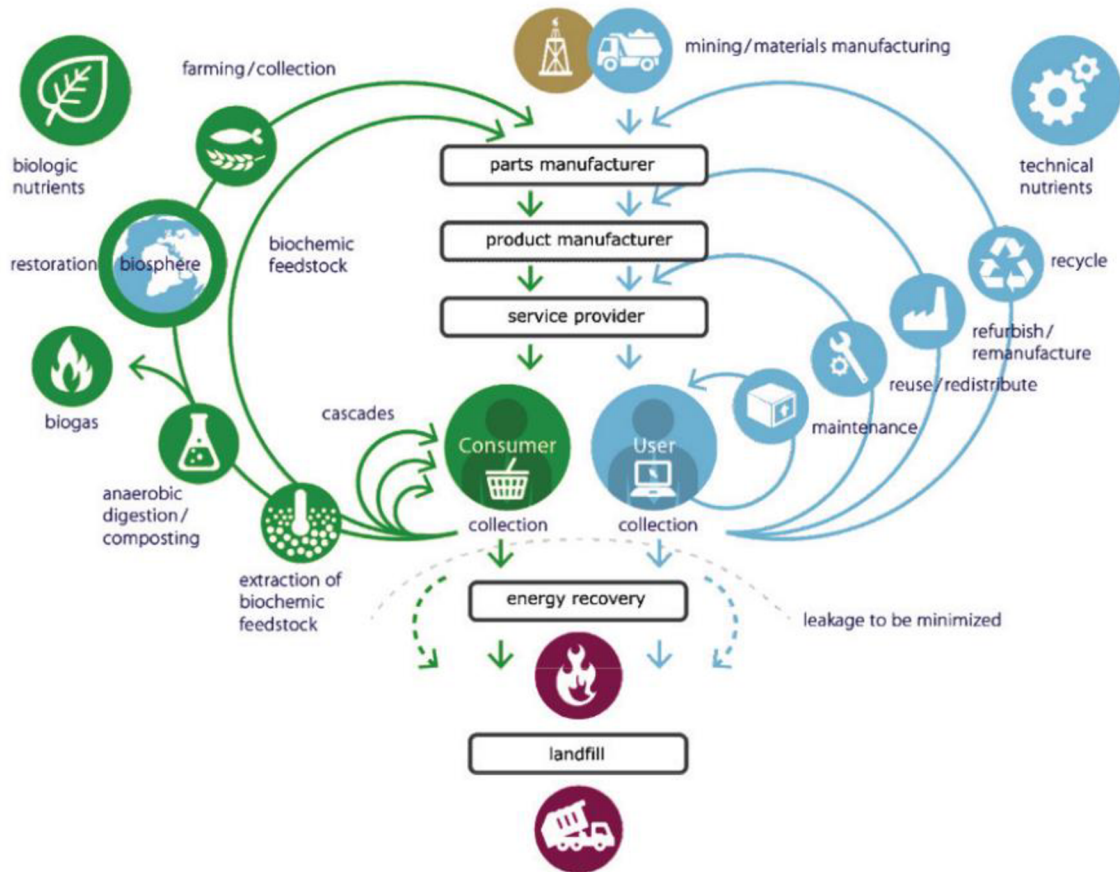 mining/materials manufacturing
farming/collection
biologic
nutrients
technical
nutrients
parts manufacturer
product manufacturer
service provider
restoration
biosphere
biochemic
feedstock
recycle
refurbish/
remanufacture
reuse/redistribute
maintenance
biogas
cascades
Consumer
User
anaerobic
digestion/
composting
collection
collection
extraction of
biochemic
feedstock
energy recovery
leakage to be minimized
landfill